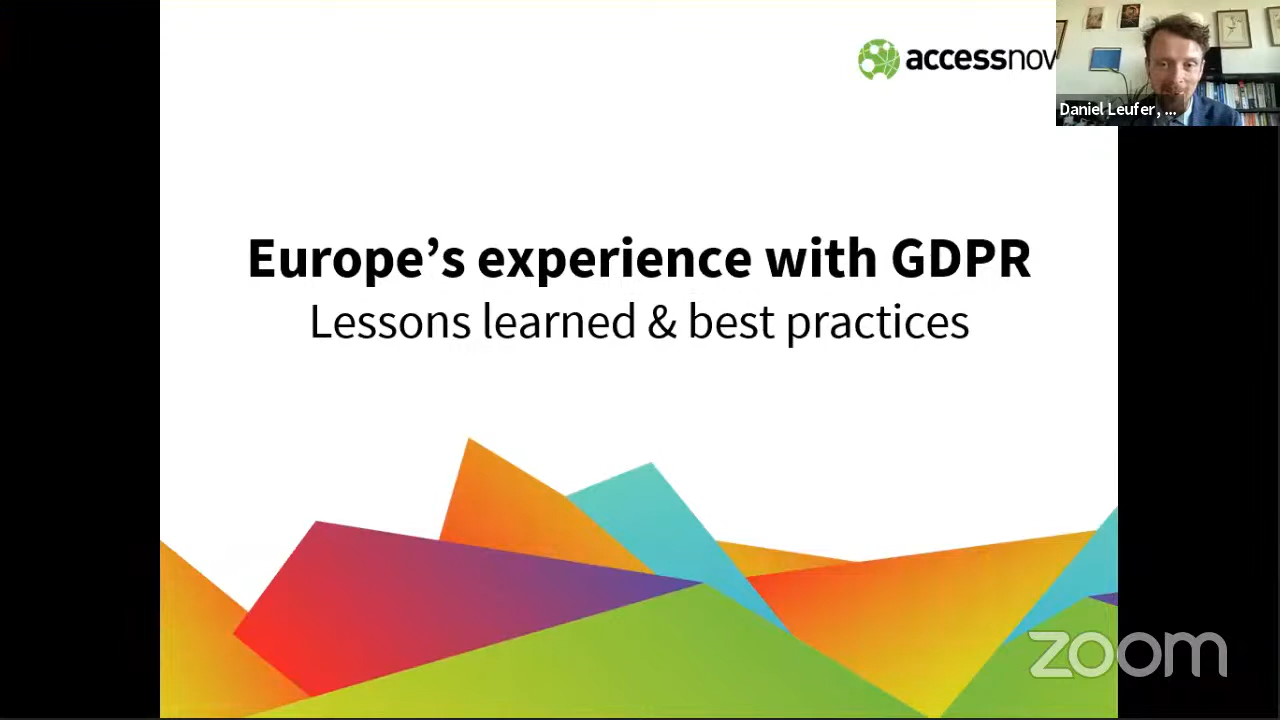 accessnow
Daniel Leufer, ...
Europe’s experience with GDPR
Lessons learned & best practices
zoom